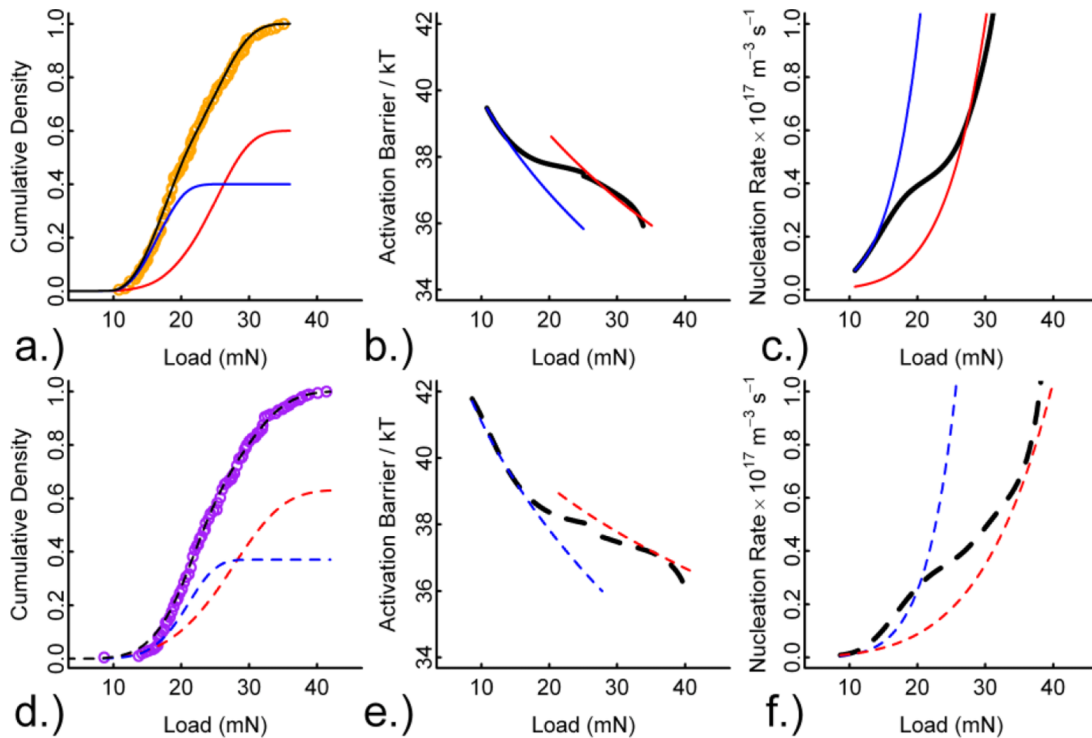 Cumulative Density
0.0 0.2 0.4 0.6 0.8 1.0
10 20 30 40
Load (mN)
a.)
Activation Barrier / kT
34 36 38 40 42
10 20 30 40
Load (mN)
b.)
Nucleation Rate × 10¹⁷ m⁻³ s⁻¹
0.0 0.2 0.4 0.6 0.8 1.0
10 20 30 40
Load (mN)
c.)
Cumulative Density
0.0 0.2 0.4 0.6 0.8 1.0
10 20 30 40
Load (mN)
d.)
Activation Barrier / kT
34 36 38 40 42
10 20 30 40
Load (mN)
e.)
Nucleation Rate × 10¹⁷ m⁻³ s⁻¹
0.0 0.2 0.4 0.6 0.8 1.0
10 20 30 40
Load (mN)
f.)